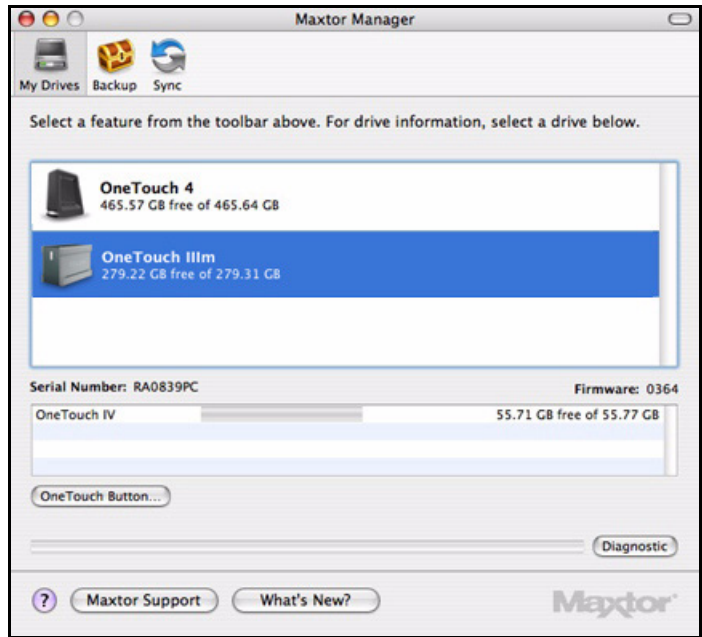 Maxtor Manager
My Drives Backup Sync
Select a feature from the toolbar above. For drive information, select a drive below.
OneTouch 4
465.57 GB free of 465.64 GB
OneTouch IIIm
279.22 GB free of 279.31 GB
Serial Number: RA0839PC Firmware: 0364
OneTouch IV 55.71 GB free of 55.77 GB
OneTouch Button...
Diagnostic
? Maxtor Support What's New? Maxtor